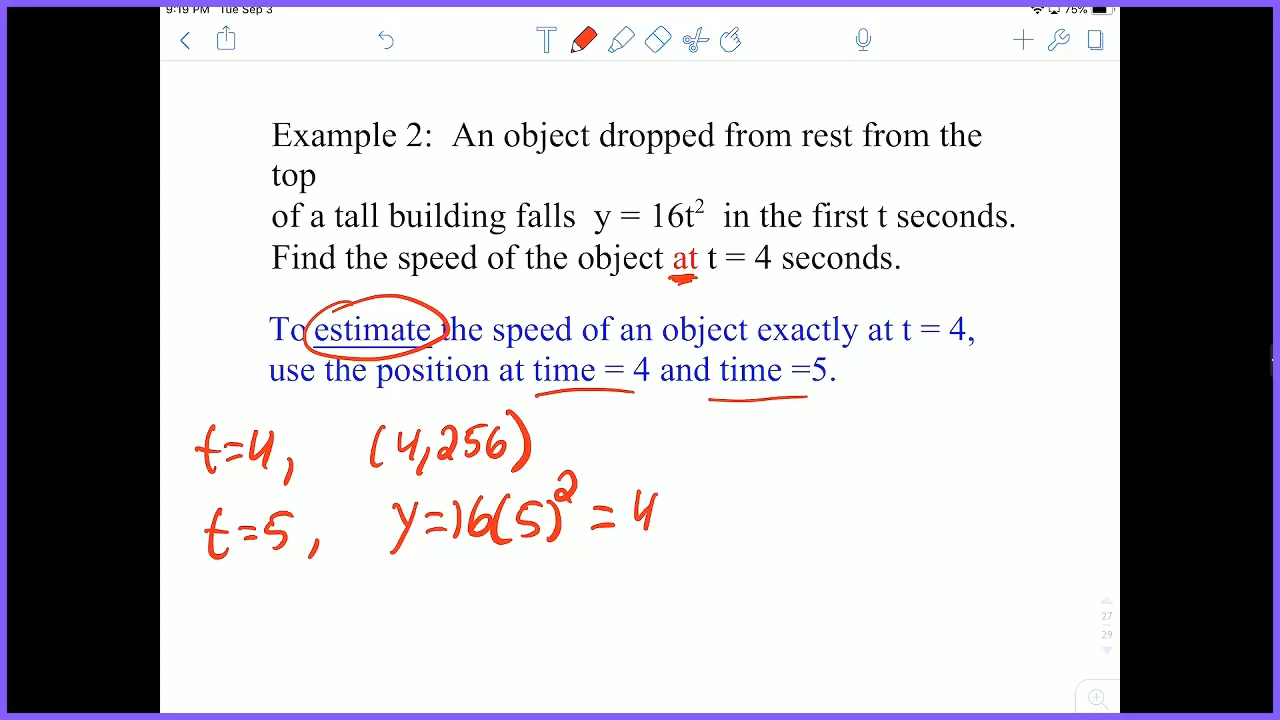 9:19 PM Tue Sep 3 75%
T
Example 2: An object dropped from rest from the
top
of a tall building falls y = 16t² in the first t seconds.
Find the speed of the object at t = 4 seconds.
To estimate the speed of an object exactly at t = 4,
use the position at time = 4 and time =5.
t=4, (4,256)
t=5, y=16(5)² = 4
27
29